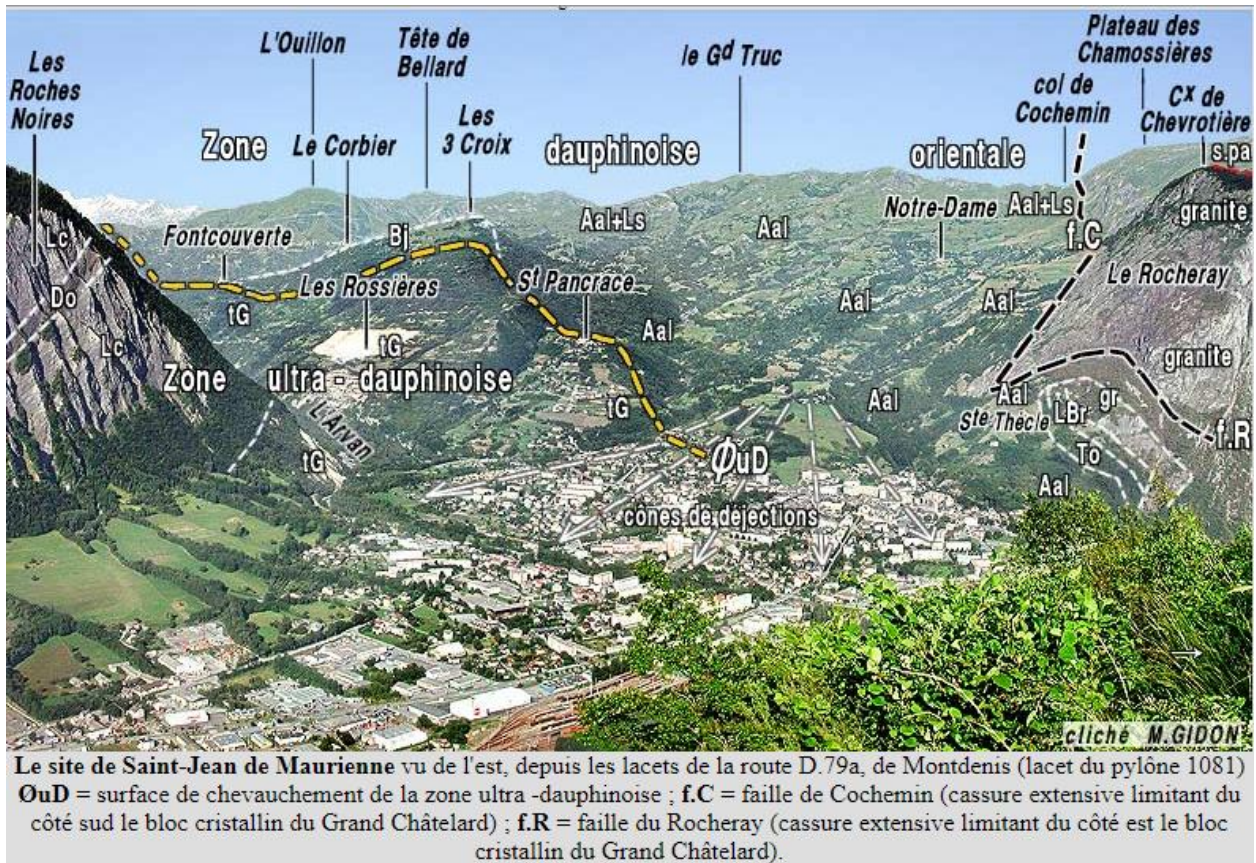 Les
Roches
Noires
L'Ouillon
Tête de
Bellard
le Gd Truc
Plateau des
Chamossières
col de
Cochemin
Cx de
Chevrotière
Zone
Le Corbier
Les
3 Croix
dauphinoise
orientale
s.pa
Notre-Dame
Aal+Ls
Aal+Ls
granite
Lc
Fontcouverte
Bj
Aal
f.C
Le Rocheray
Do
tG
Les Rossières
St Pancrace
Aal
Aal
Aal
Lc
tG
granite
Zone
ultra - dauphinoise
tG
Aal
Aal
gr
Ste Thècle
LBr
L'Arvan
f.R
tG
ØuD
To
Aal
cônes de déjections
cliché M.GIDON
Le site de Saint-Jean de Maurienne vu de l'est, depuis les lacets de la route D.79a, de Montdenis (lacet du pylône 1081)
ØuD = surface de chevauchement de la zone ultra -dauphinoise ; f.C = faille de Cochemin (cassure extensive limitant du
côté sud le bloc cristallin du Grand Châtelard) ; f.R = faille du Rocheray (cassure extensive limitant du côté est le bloc
cristallin du Grand Châtelard).